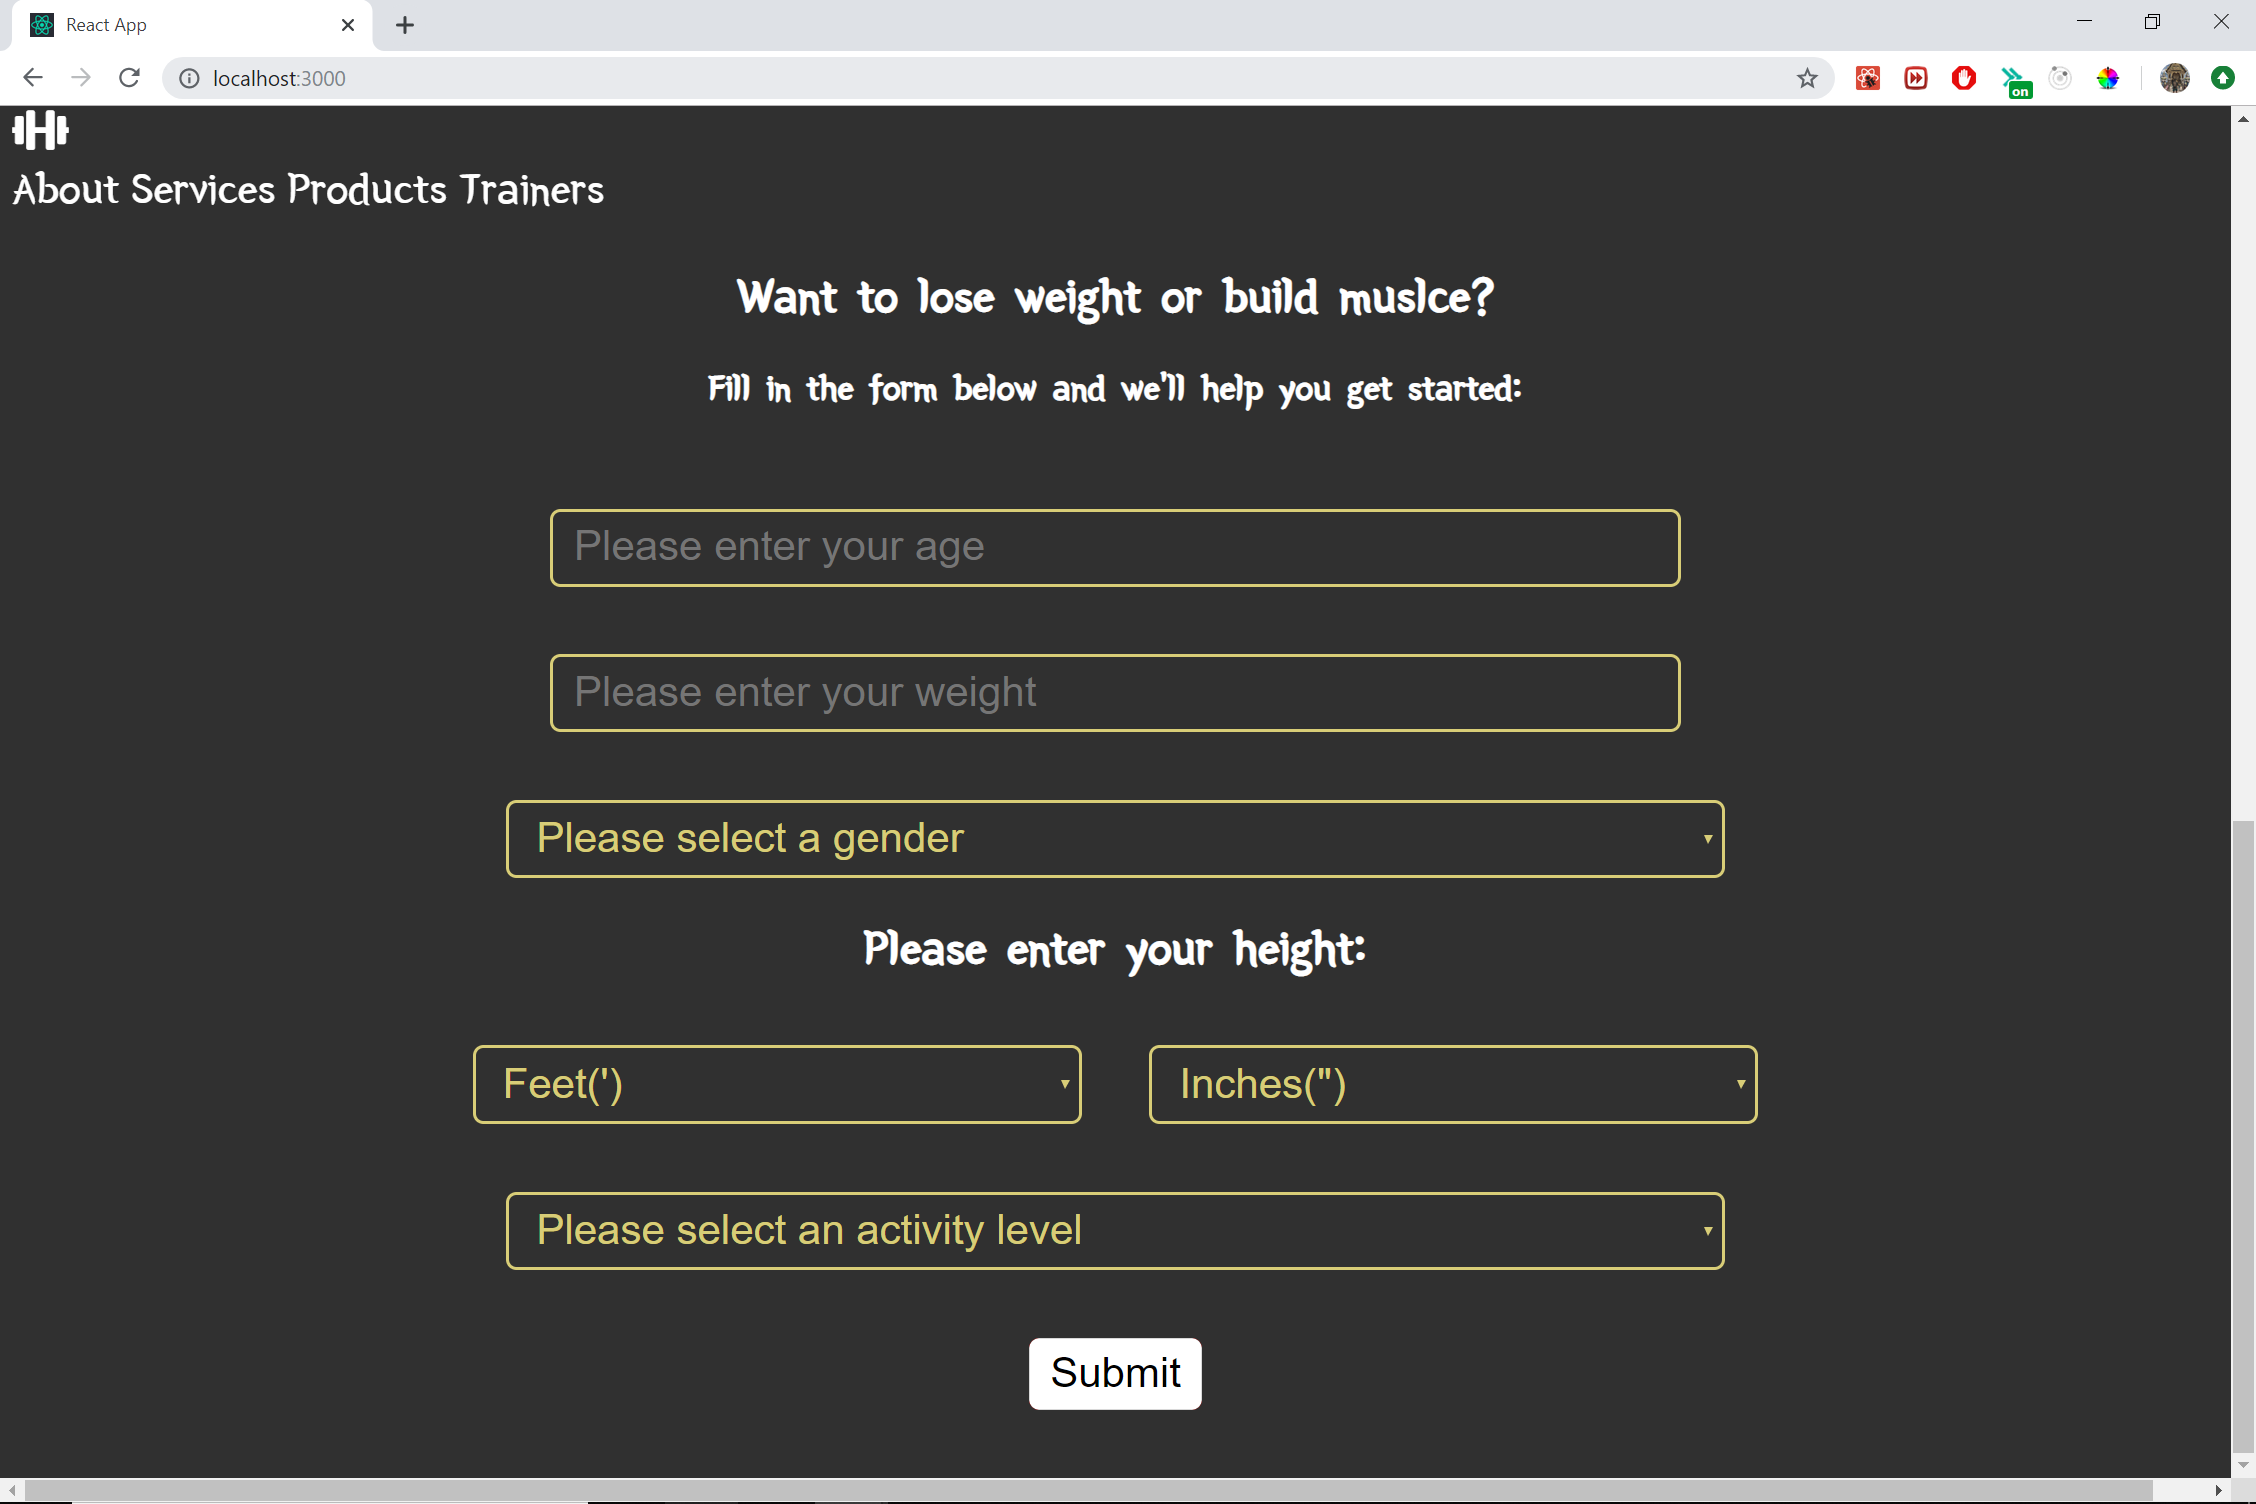 React App
localhost:3000
on
About Services Products Trainers
Want to lose weight or build muslce?
Fill in the form below and we'll help you get started:
Please enter your age
Please enter your weight
Please select a gender
Please enter your height:
Feet(') Inches(")
Please select an activity level
Submit